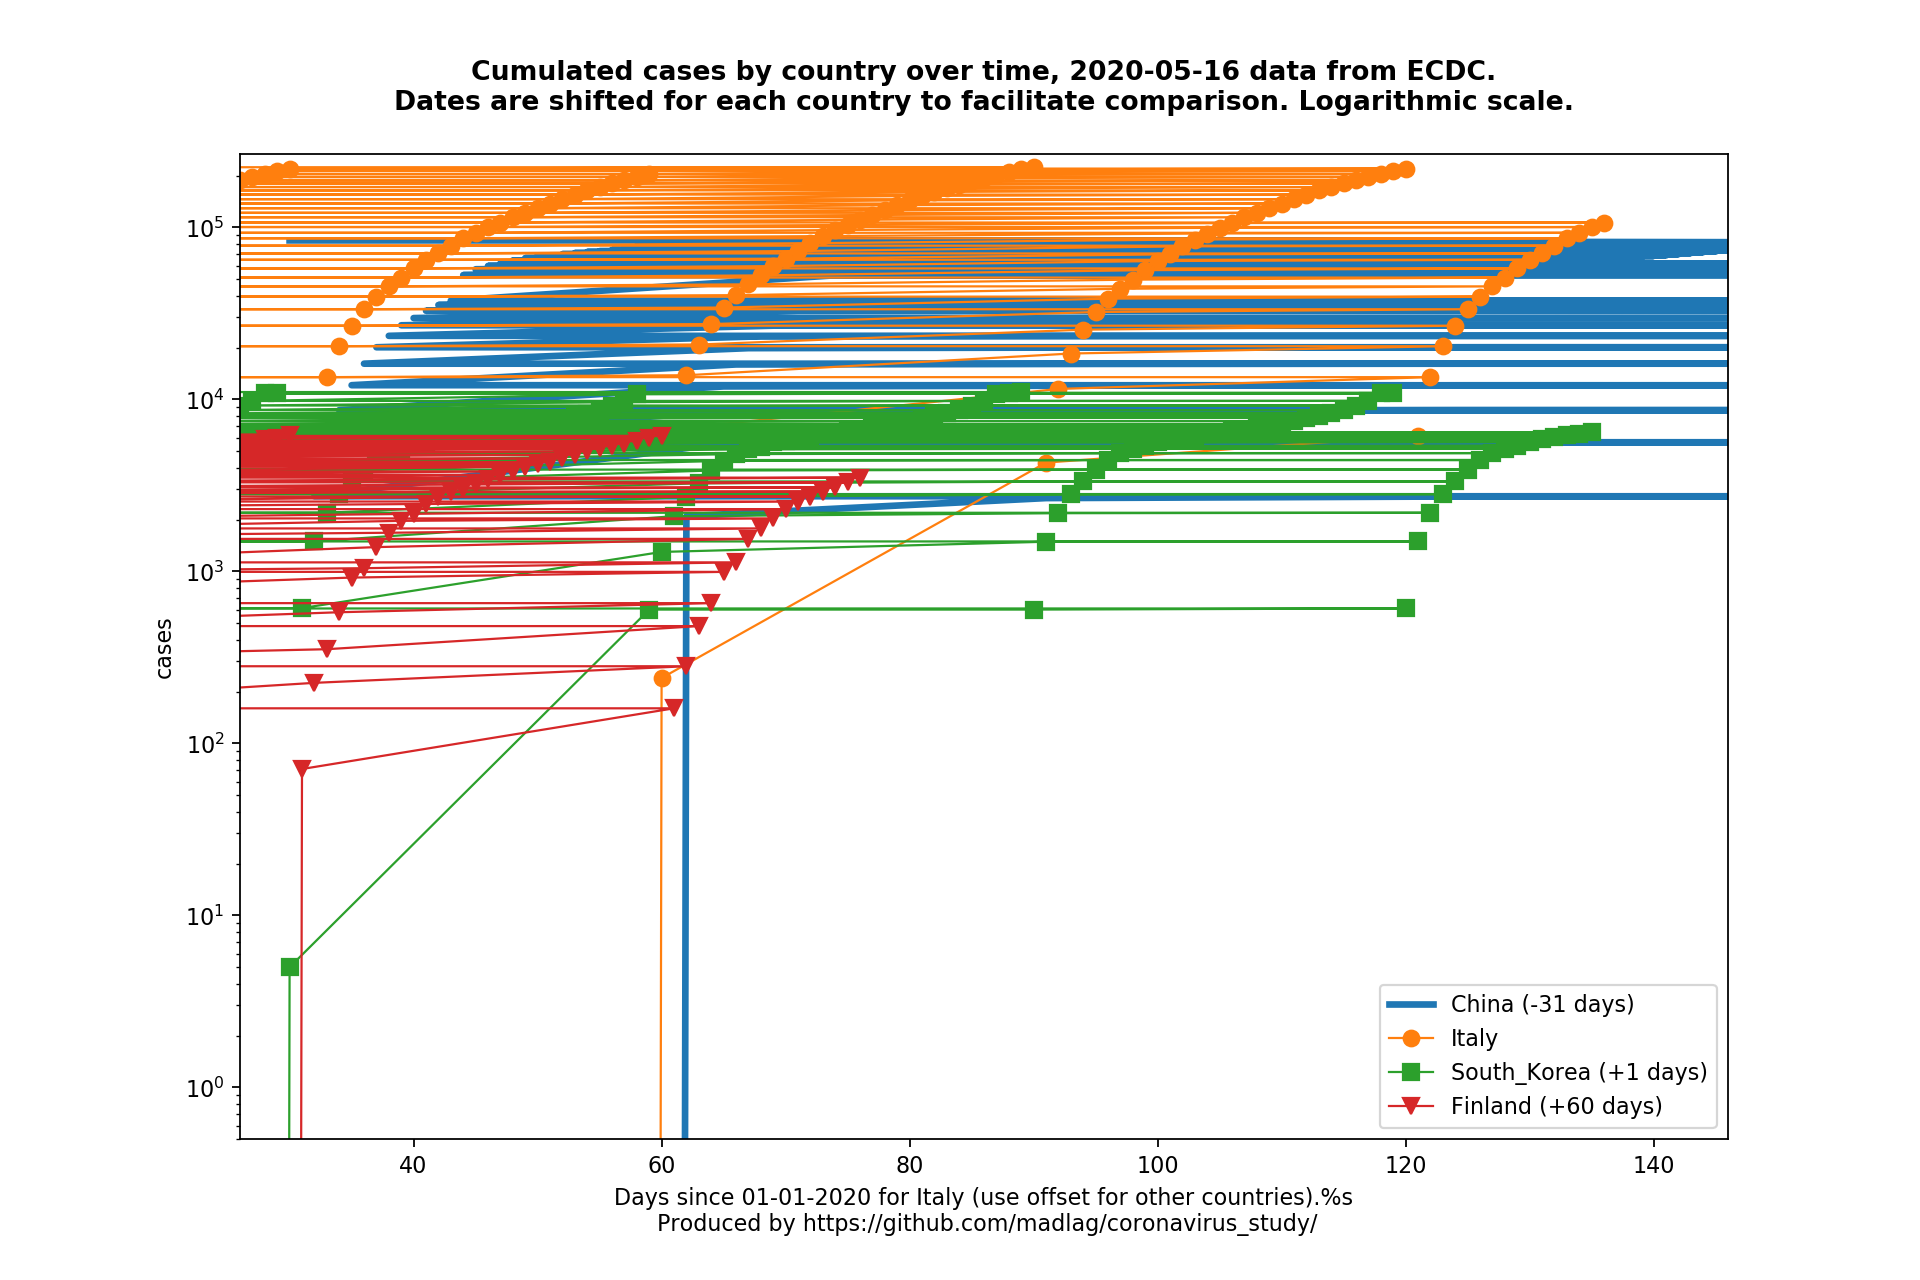 Cumulated cases by country over time, 2020-05-16 data from ECDC.
Dates are shifted for each country to facilitate comparison. Logarithmic scale.
10^5
10^4
10^3
10^2
10^1
10^0
cases
40 60 80 100 120 140
China (-31 days)
Italy
South_Korea (+1 days)
Finland (+60 days)
Days since 01-01-2020 for Italy (use offset for other countries).%s
Produced by https://github.com/madlag/coronavirus_study/